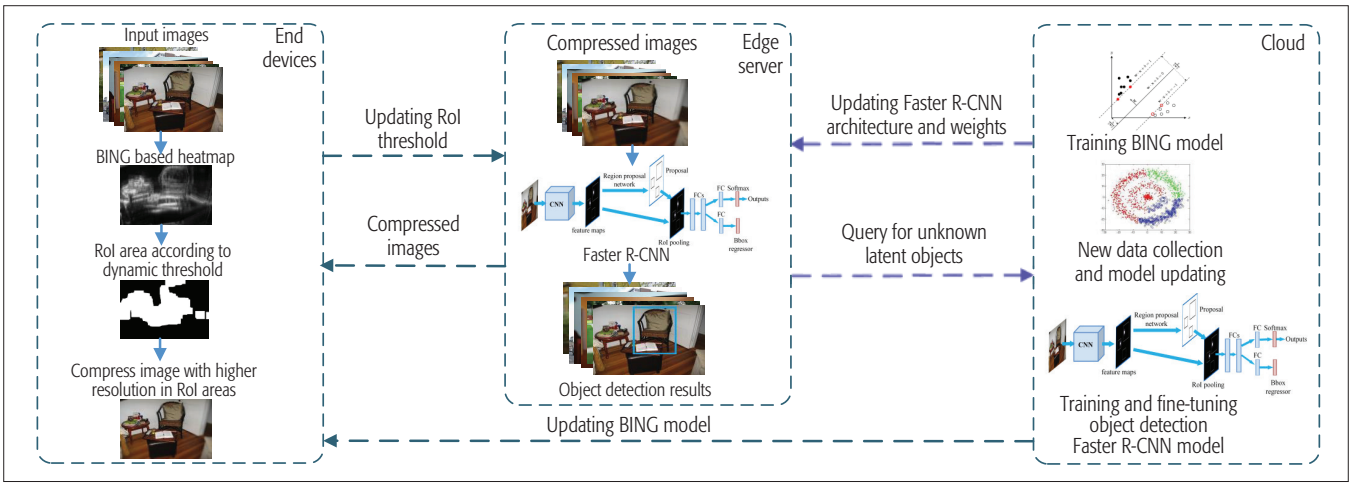 Input images
End
devices
BING based heatmap
RoI area according to
dynamic threshold
Compress image with higher
resolution in RoI areas
Updating RoI
threshold
Compressed
images
Compressed images
Edge
server
Region proposal
network
Proposal
CNN
feature maps
RoI pooling
FCs
FC
Softmax
Outputs
FC
Bbox
regressor
Faster R-CNN
Object detection results
Updating Faster R-CNN
architecture and weights
Query for unknown
latent objects
Updating BING model
Cloud
Training BING model
New data collection
and model updating
Region proposal
network
Proposal
CNN
feature maps
RoI pooling
FCs
FC
Softmax
Outputs
FC
Bbox
regressor
Training and fine-tuning
object detection
Faster R-CNN model